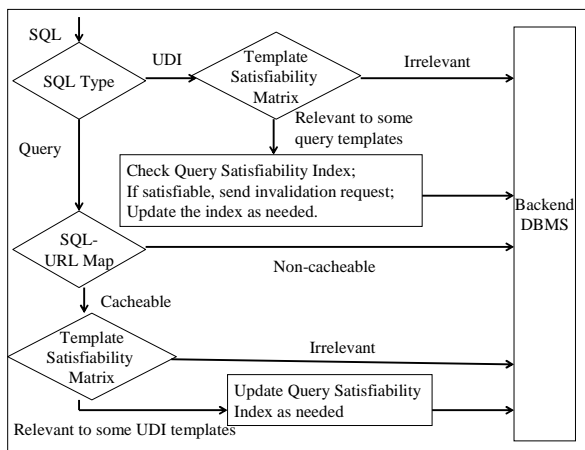 SQL
SQL Type
UDI
Template
Satisfiability
Matrix
Irrelevant
Relevant to some
query templates
Query
Check Query Satisfiability Index;
If satisfiable, send invalidation request;
Update the index as needed.
Backend
DBMS
SQL-
URL Map
Non-cacheable
Cacheable
Template
Satisfiability
Matrix
Irrelevant
Update Query Satisfiability
Index as needed
Relevant to some UDI templates